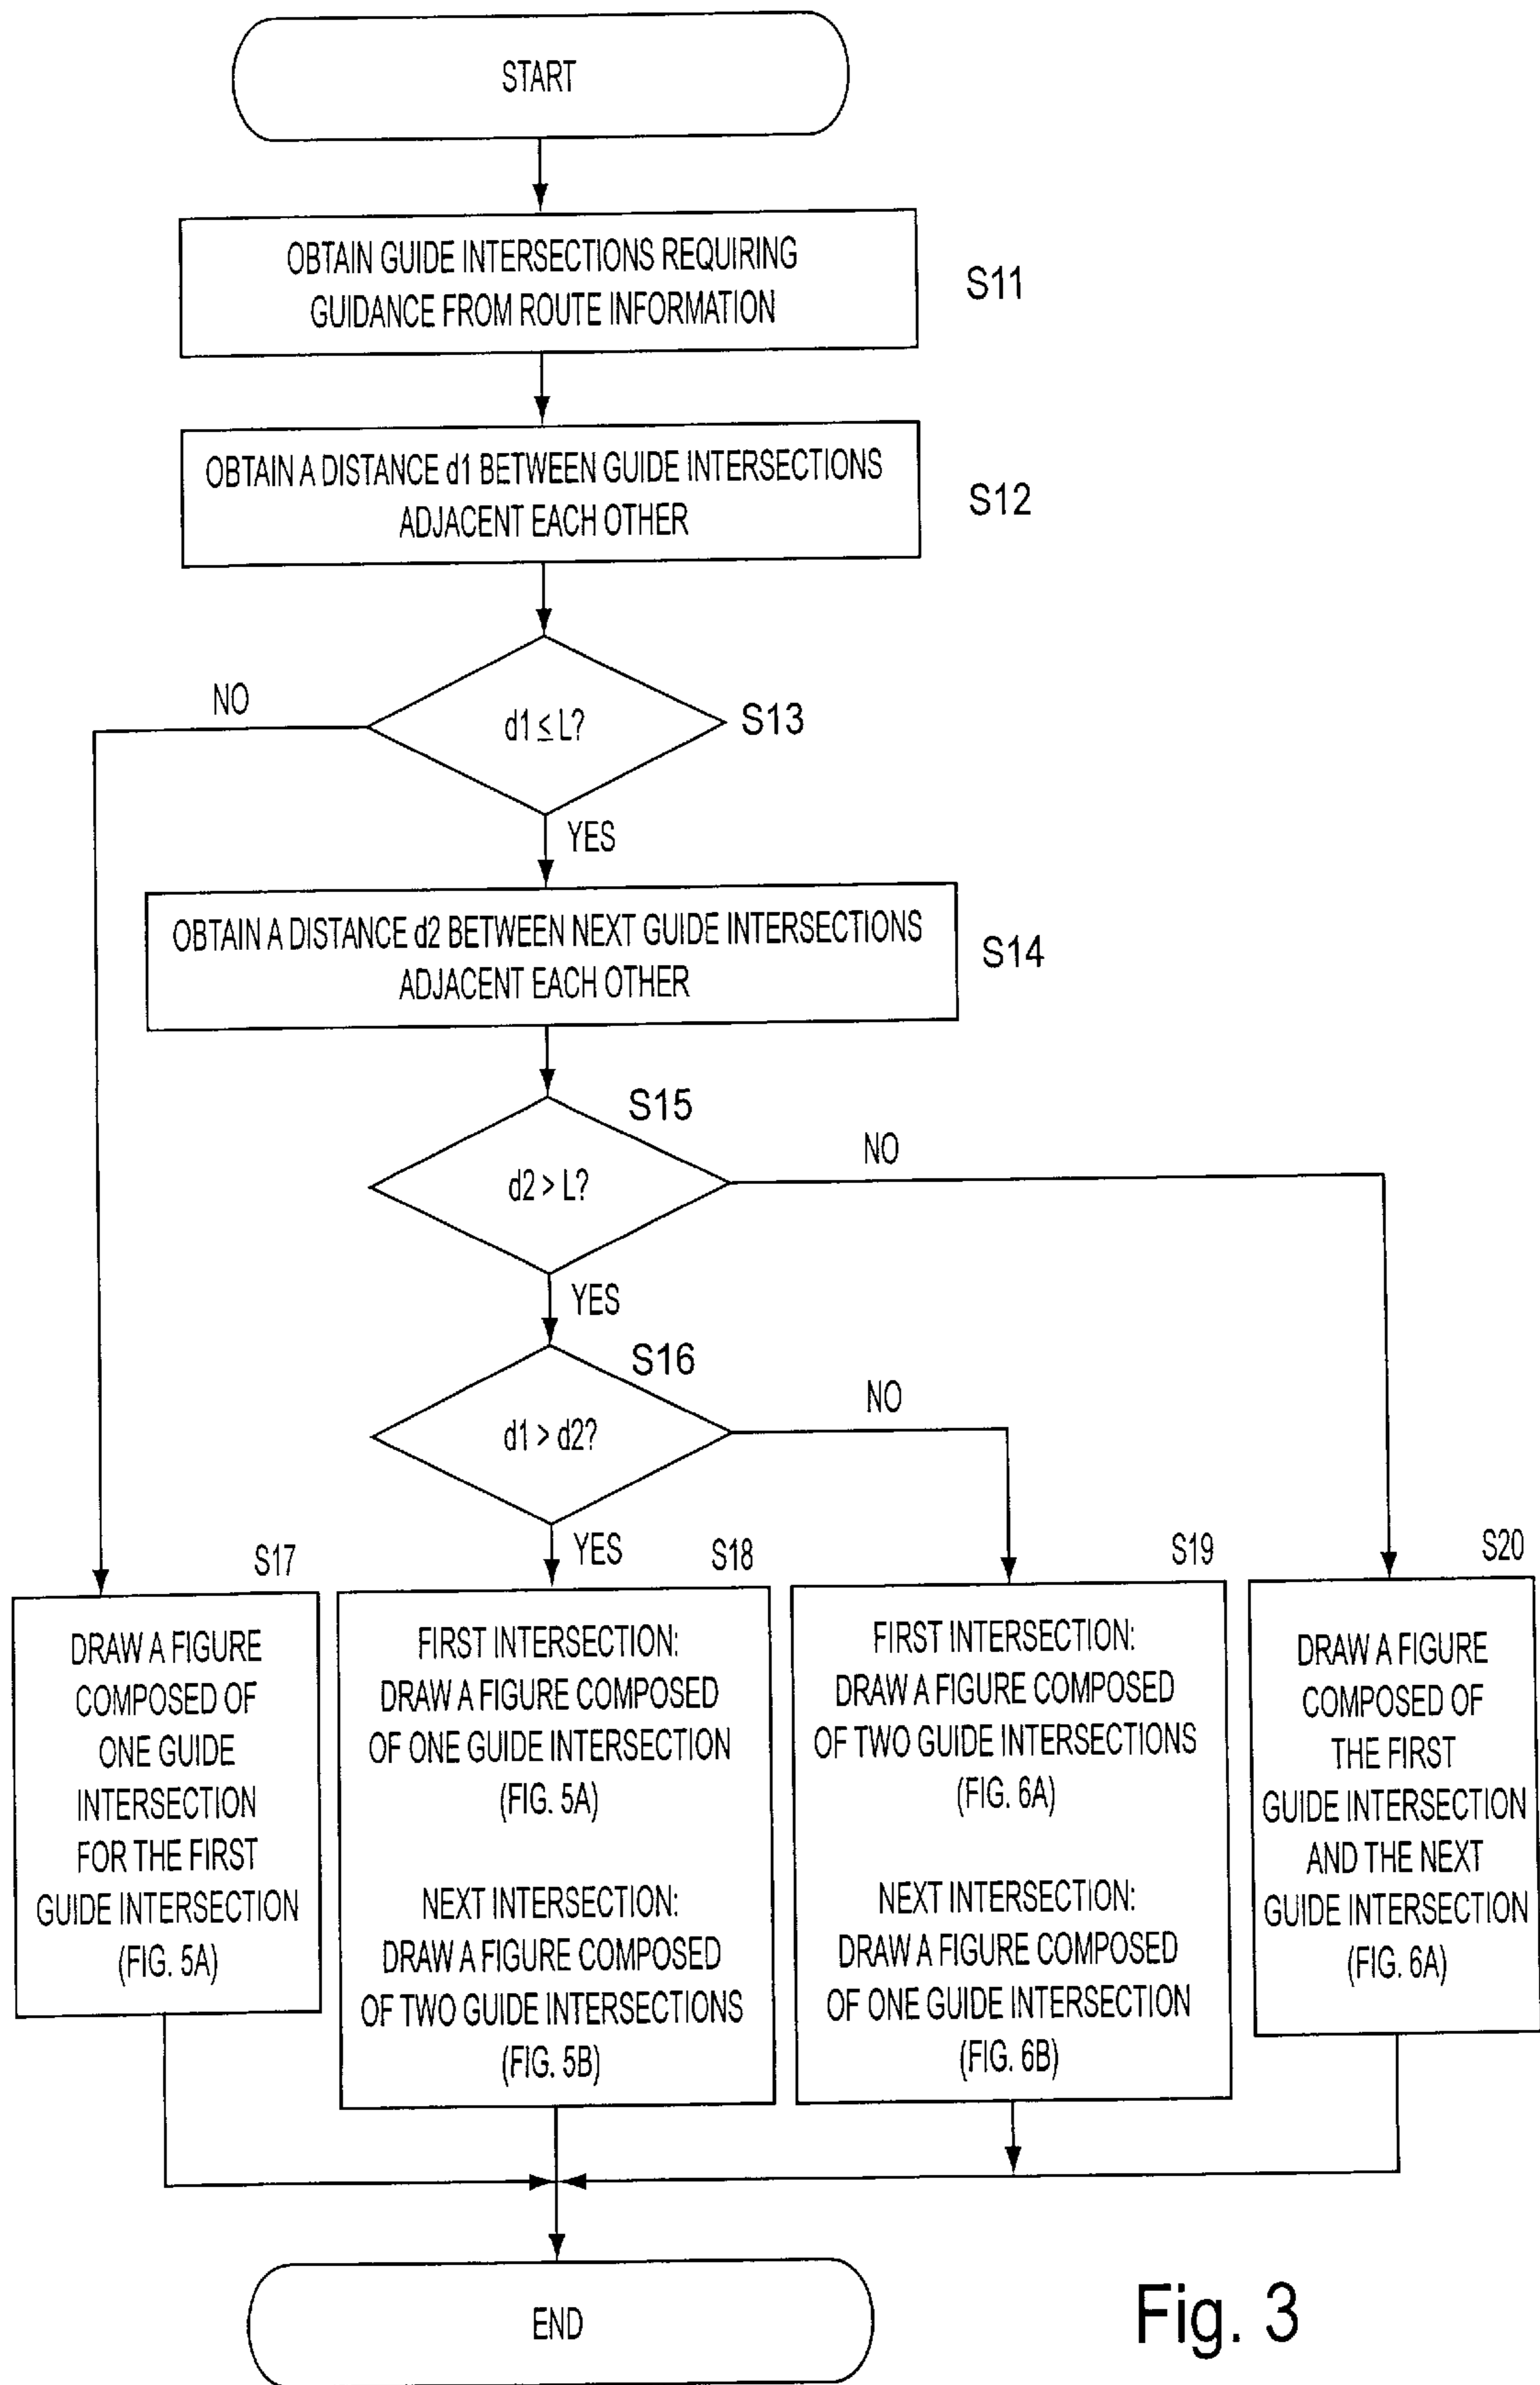 START
OBTAIN GUIDE INTERSECTIONS REQUIRING
GUIDANCE FROM ROUTE INFORMATION
S11
OBTAIN A DISTANCE d1 BETWEEN GUIDE INTERSECTIONS
ADJACENT EACH OTHER
S12
NO
d1 ≤ L?
S13
YES
OBTAIN A DISTANCE d2 BETWEEN NEXT GUIDE INTERSECTIONS
ADJACENT EACH OTHER
S14
S15
d2 > L?
NO
YES
S16
d1 > d2?
NO
YES
S17
DRAW A FIGURE
COMPOSED OF
ONE GUIDE
INTERSECTION
FOR THE FIRST
GUIDE INTERSECTION
(FIG. 5A)
S18
FIRST INTERSECTION:
DRAW A FIGURE COMPOSED
OF ONE GUIDE INTERSECTION
(FIG. 5A)
NEXT INTERSECTION:
DRAW A FIGURE COMPOSED
OF TWO GUIDE INTERSECTIONS
(FIG. 5B)
S19
FIRST INTERSECTION:
DRAW A FIGURE COMPOSED
OF TWO GUIDE INTERSECTIONS
(FIG. 6A)
NEXT INTERSECTION:
DRAW A FIGURE COMPOSED
OF ONE GUIDE INTERSECTION
(FIG. 6B)
S20
DRAW A FIGURE
COMPOSED OF
THE FIRST
GUIDE INTERSECTION
AND THE NEXT
GUIDE INTERSECTION
(FIG. 6A)
END
Fig. 3